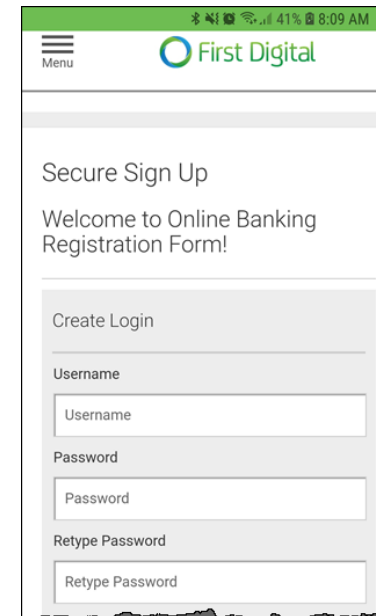 41% 8:09 AM
Menu
First Digital
Secure Sign Up
Welcome to Online Banking
Registration Form!
Create Login
Username
Username
Password
Password
Retype Password
Retype Password